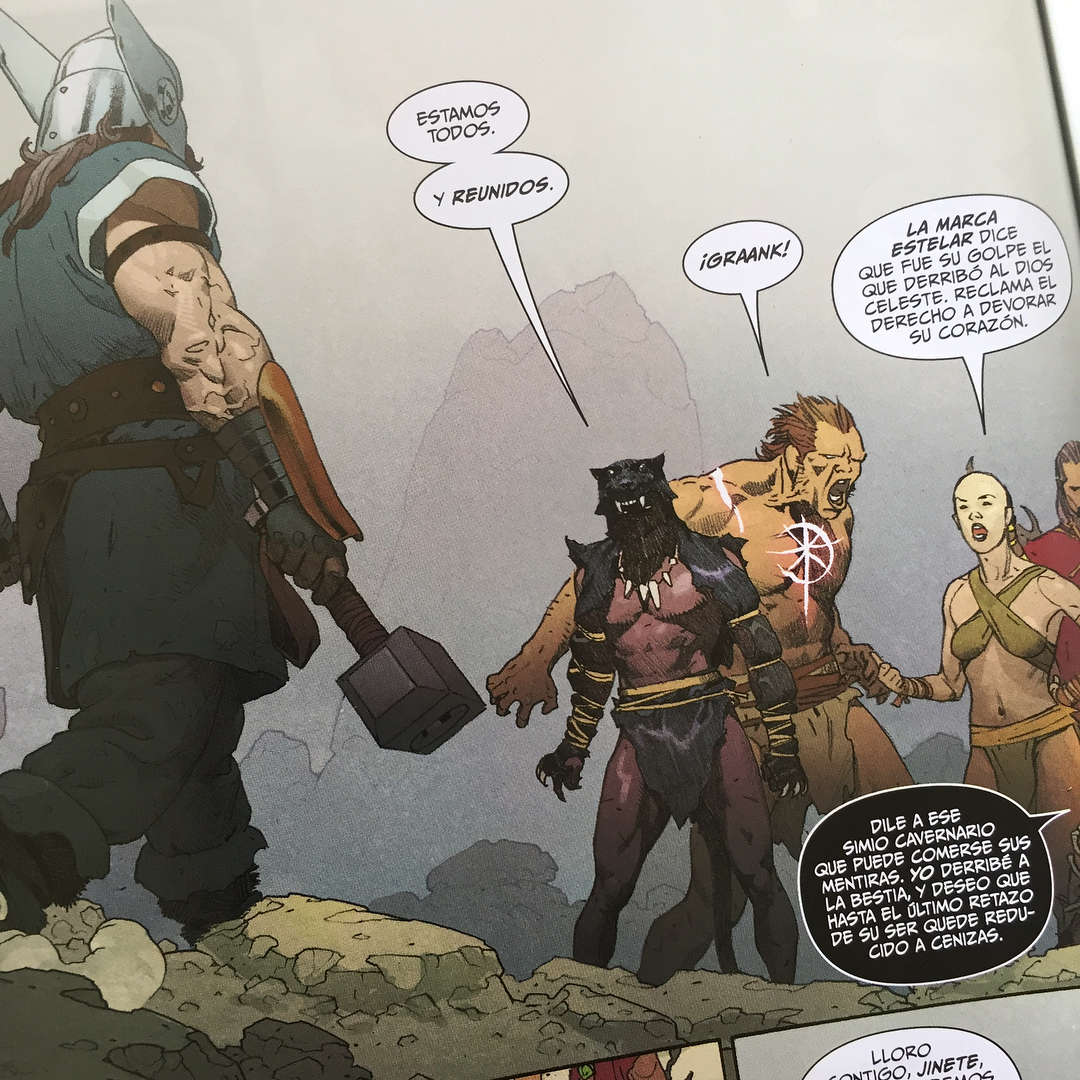 ESTAMOS
TODOS.
Y REUNIDOS.
¡GRAANK!
LA MARCA
ESTELAR DICE
QUE FUE SU GOLPE EL
QUE DERRIBÓ AL DIOS
CELESTE. RECLAMA EL
DERECHO A DEVORAR
SU CORAZÓN.
DILE A ESE
SIMIO CAVERNARIO
QUE PUEDE COMERSE SUS
MENTIRAS. YO DERRIBÉ A
LA BESTIA, Y DESEO QUE
HASTA EL ÚLTIMO RETAZO
DE SU SER QUEDE REDU-
CIDO A CENIZAS.
LLORO
CONTIGO, JINETE,